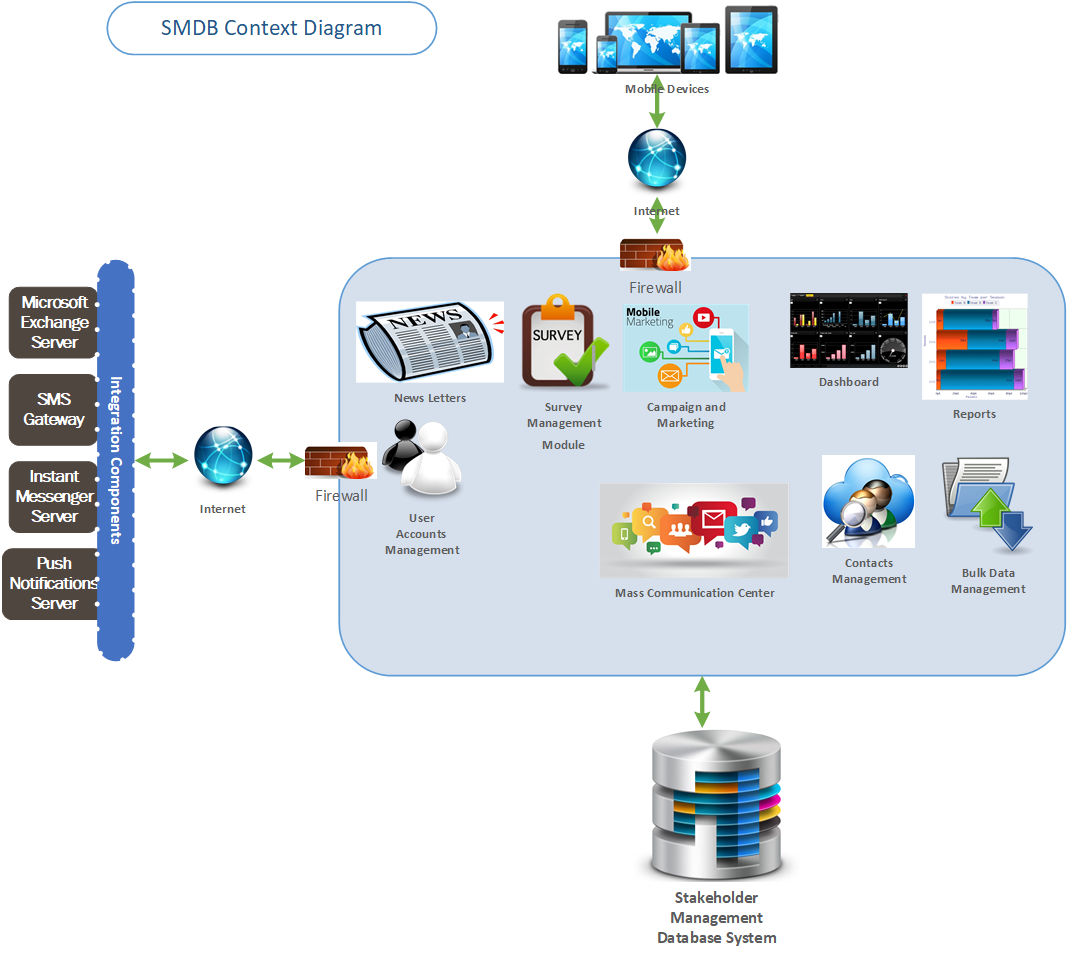 SMDB Context Diagram
Mobile Devices
Internet
Firewall
NEWS
News Letters
SURVEY
Survey
Management
Module
Mobile
Marketing
Campaign and
Marketing
Dashboard
Reports
Microsoft
Exchange
Server
SMS
Gateway
Instant
Messenger
Server
Push
Notifications
Server
Integration Components
Internet
Firewall
User
Accounts
Management
Mass Communication Center
Contacts
Management
Bulk Data
Management
Stakeholder
Management
Database System